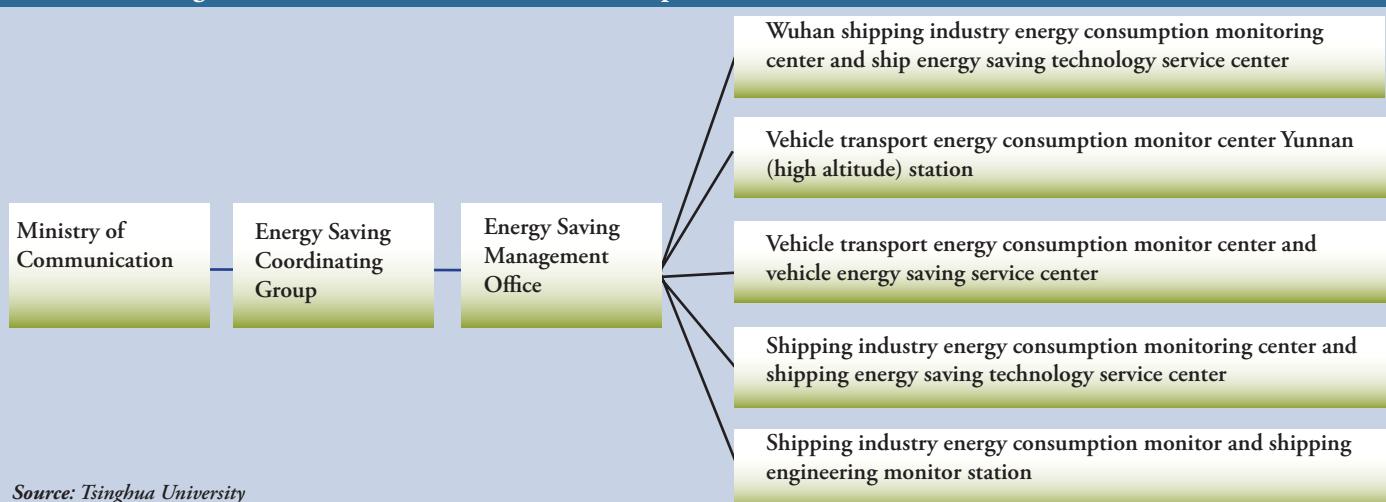 Ministry of
Communication
Energy Saving
Coordinating
Group
Energy Saving
Management
Office
Wuhan shipping industry energy consumption monitoring
center and ship energy saving technology service center
Vehicle transport energy consumption monitor center Yunnan
(high altitude) station
Vehicle transport energy consumption monitor center and
vehicle energy saving service center
Shipping industry energy consumption monitoring center and
shipping energy saving technology service center
Shipping industry energy consumption monitor and shipping
engineering monitor station
Source: Tsinghua University